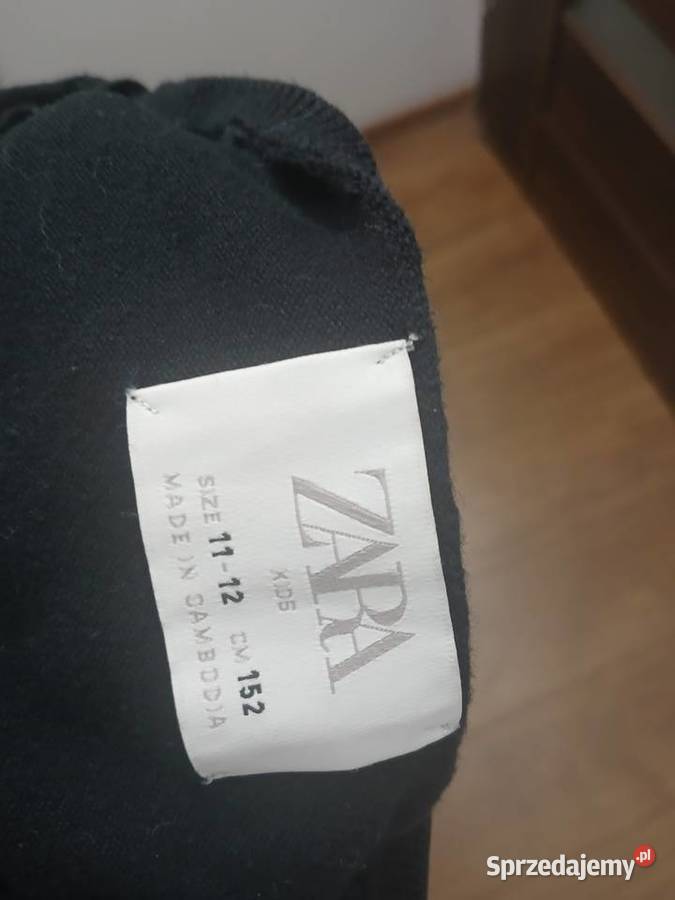 ZARA
KIDS
SIZE 11-12 CM 152
MADE IN CAMBODIA
Sprzedajemy.pl